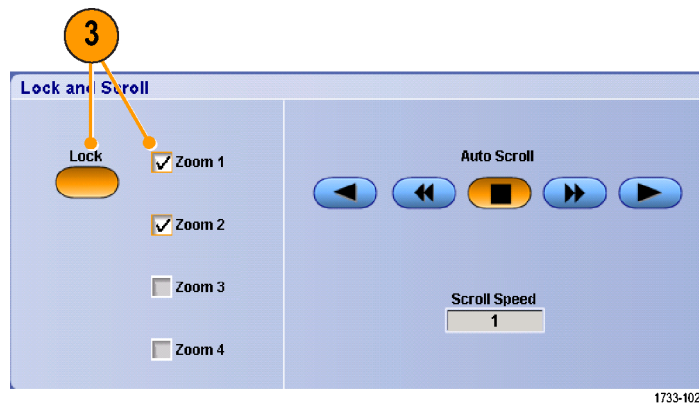 3
Lock and Scroll
Lock
Zoom 1
Auto Scroll
Zoom 2
Zoom 3
Scroll Speed
1
Zoom 4
1733-102